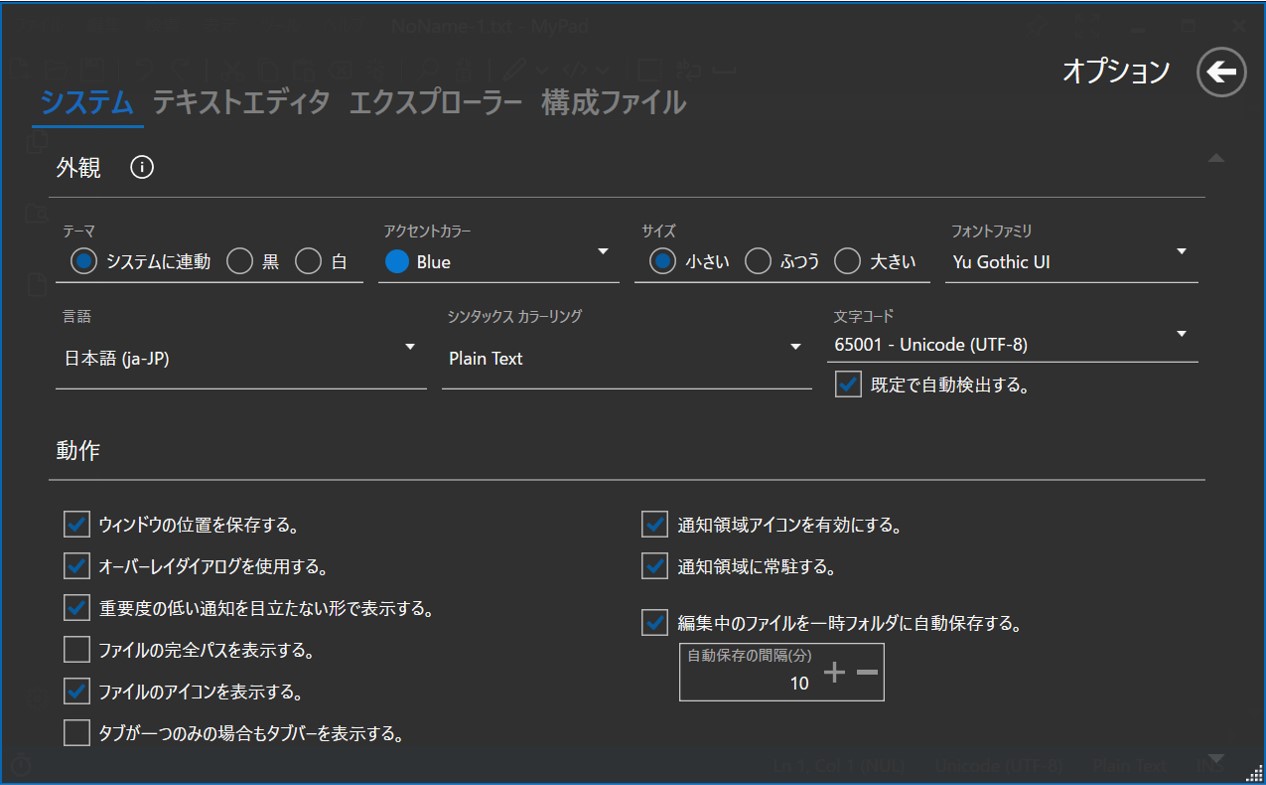 NoName-1.txt - MyPad
オプション
システム テキストエディタ エクスプローラー 構成ファイル
外観
テーマ アクセントカラー サイズ フォントファミリ
システムに連動 黒 白 Blue 小さい ふつう 大きい Yu Gothic UI
言語 シンタックス カラーリング 文字コード
日本語 (ja-JP) Plain Text 65001 - Unicode (UTF-8)
既定で自動検出する。
動作
ウィンドウの位置を保存する。 通知領域アイコンを有効にする。
オーバーレイダイアログを使用する。 通知領域に常駐する。
重要度の低い通知を目立たない形で表示する。 編集中のファイルを一時フォルダに自動保存する。
ファイルの完全パスを表示する。 自動保存の間隔(分)
ファイルのアイコンを表示する。 10
タブが一つのみの場合もタブバーを表示する。
Ln 1, Col 1 [NUL] Unicode (UTF-8) Plain Text INS